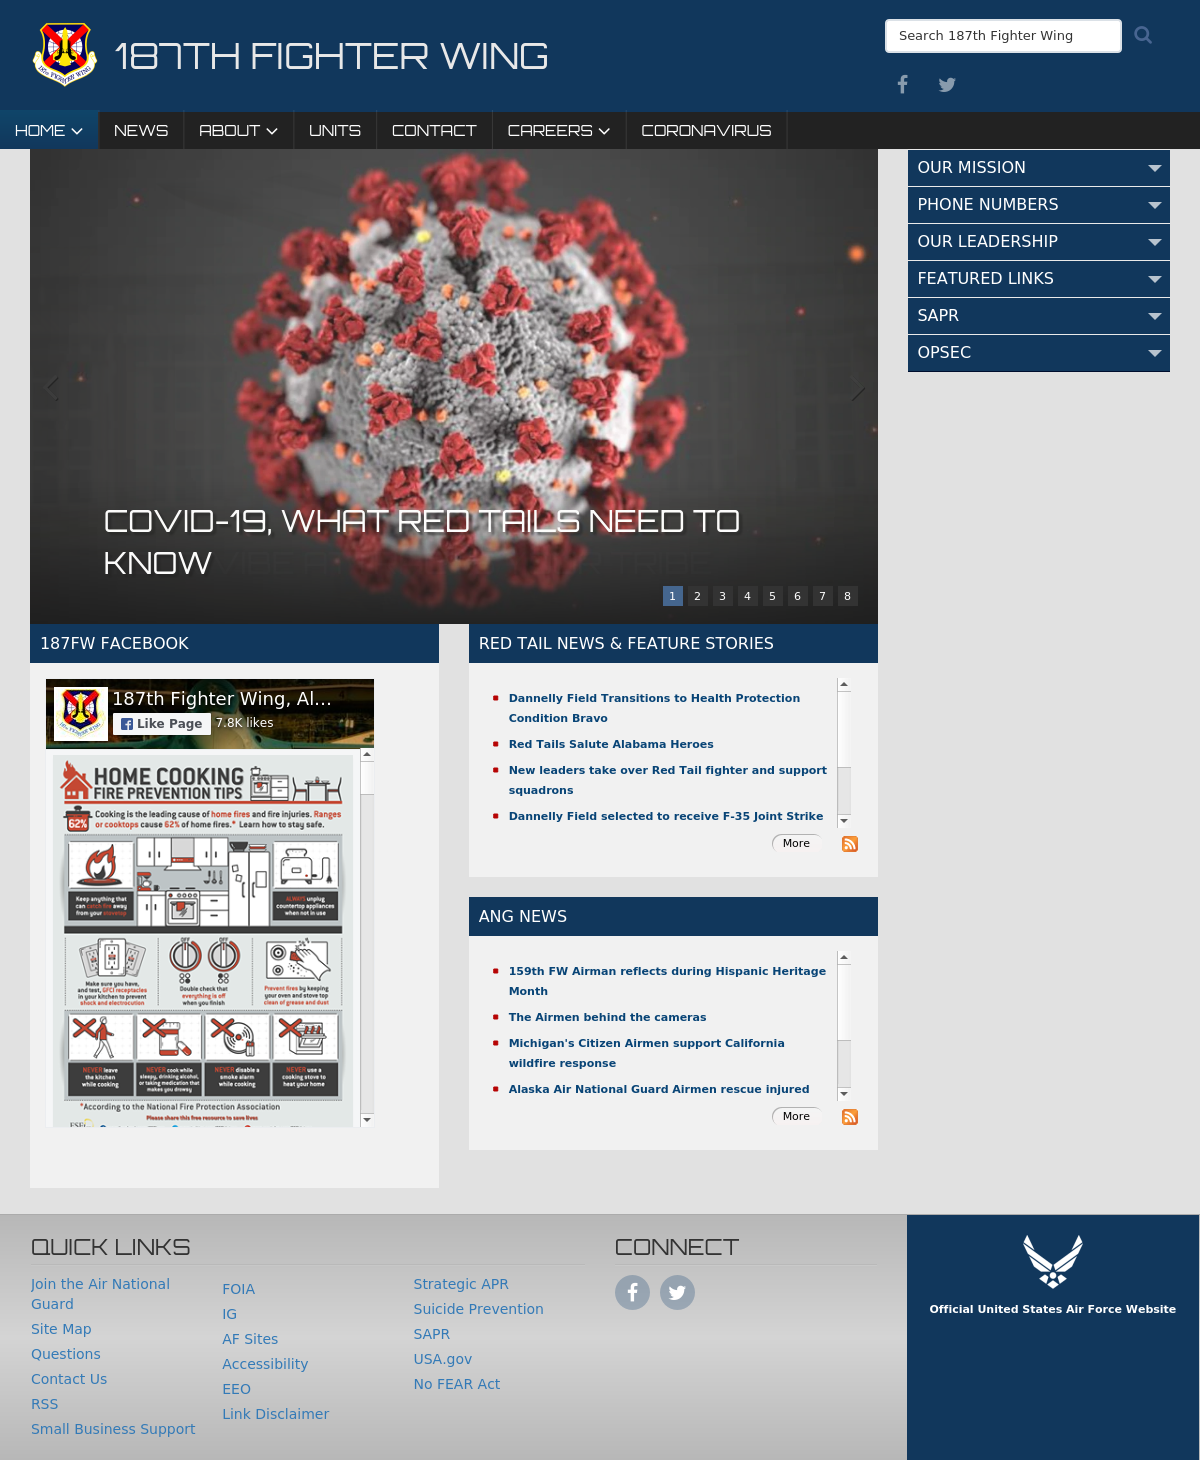 187TH FIGHTER WING
Search 187th Fighter Wing
HOME
NEWS
ABOUT
UNITS
CONTACT
CAREERS
CORONAVIRUS
COVID-19, WHAT RED TAILS NEED TO
KNOW
1 2 3 4 5 6 7 8
OUR MISSION
PHONE NUMBERS
OUR LEADERSHIP
FEATURED LINKS
SAPR
OPSEC
187FW FACEBOOK
187th Fighter Wing, Al...
Like Page
7.8K likes
HOME COOKING
FIRE PREVENTION TIPS
Cooking is the leading cause of home fires and fire injuries. Ranges
62%
or cooktops cause 62% of home fires.* Learn how to stay safe.
Keep anything that
can catch fire away
from your stovetop
ALWAYS unplug
countertop appliances
when not in use
Make sure you have,
and test, GFCI receptacles
in your kitchen to prevent
shock and electrocution
OFF OFF
Double check that
everything is off
when you finish
Prevent fires by keeping
your oven and stove top
clean of grease and dust
NEVER leave
the kitchen
while cooking
NEVER cook while
sleepy, drinking alcohol,
or taking medication that
makes you drowsy
NEVER disable a
smoke alarm
while cooking
NEVER use a
cooking stove to
heat your home
*According to the National Fire Protection Association
Please share this free resource to save lives
RED TAIL NEWS & FEATURE STORIES
Dannelly Field Transitions to Health Protection
Condition Bravo
Red Tails Salute Alabama Heroes
New leaders take over Red Tail fighter and support
squadrons
Dannelly Field selected to receive F-35 Joint Strike
More
ANG NEWS
159th FW Airman reflects during Hispanic Heritage
Month
The Airmen behind the cameras
Michigan's Citizen Airmen support California
wildfire response
Alaska Air National Guard Airmen rescue injured
More
QUICK LINKS
Join the Air National
Guard
Site Map
Questions
Contact Us
RSS
Small Business Support
FOIA
IG
AF Sites
Accessibility
EEO
Link Disclaimer
Strategic APR
Suicide Prevention
SAPR
USA.gov
No FEAR Act
CONNECT
Official United States Air Force Website